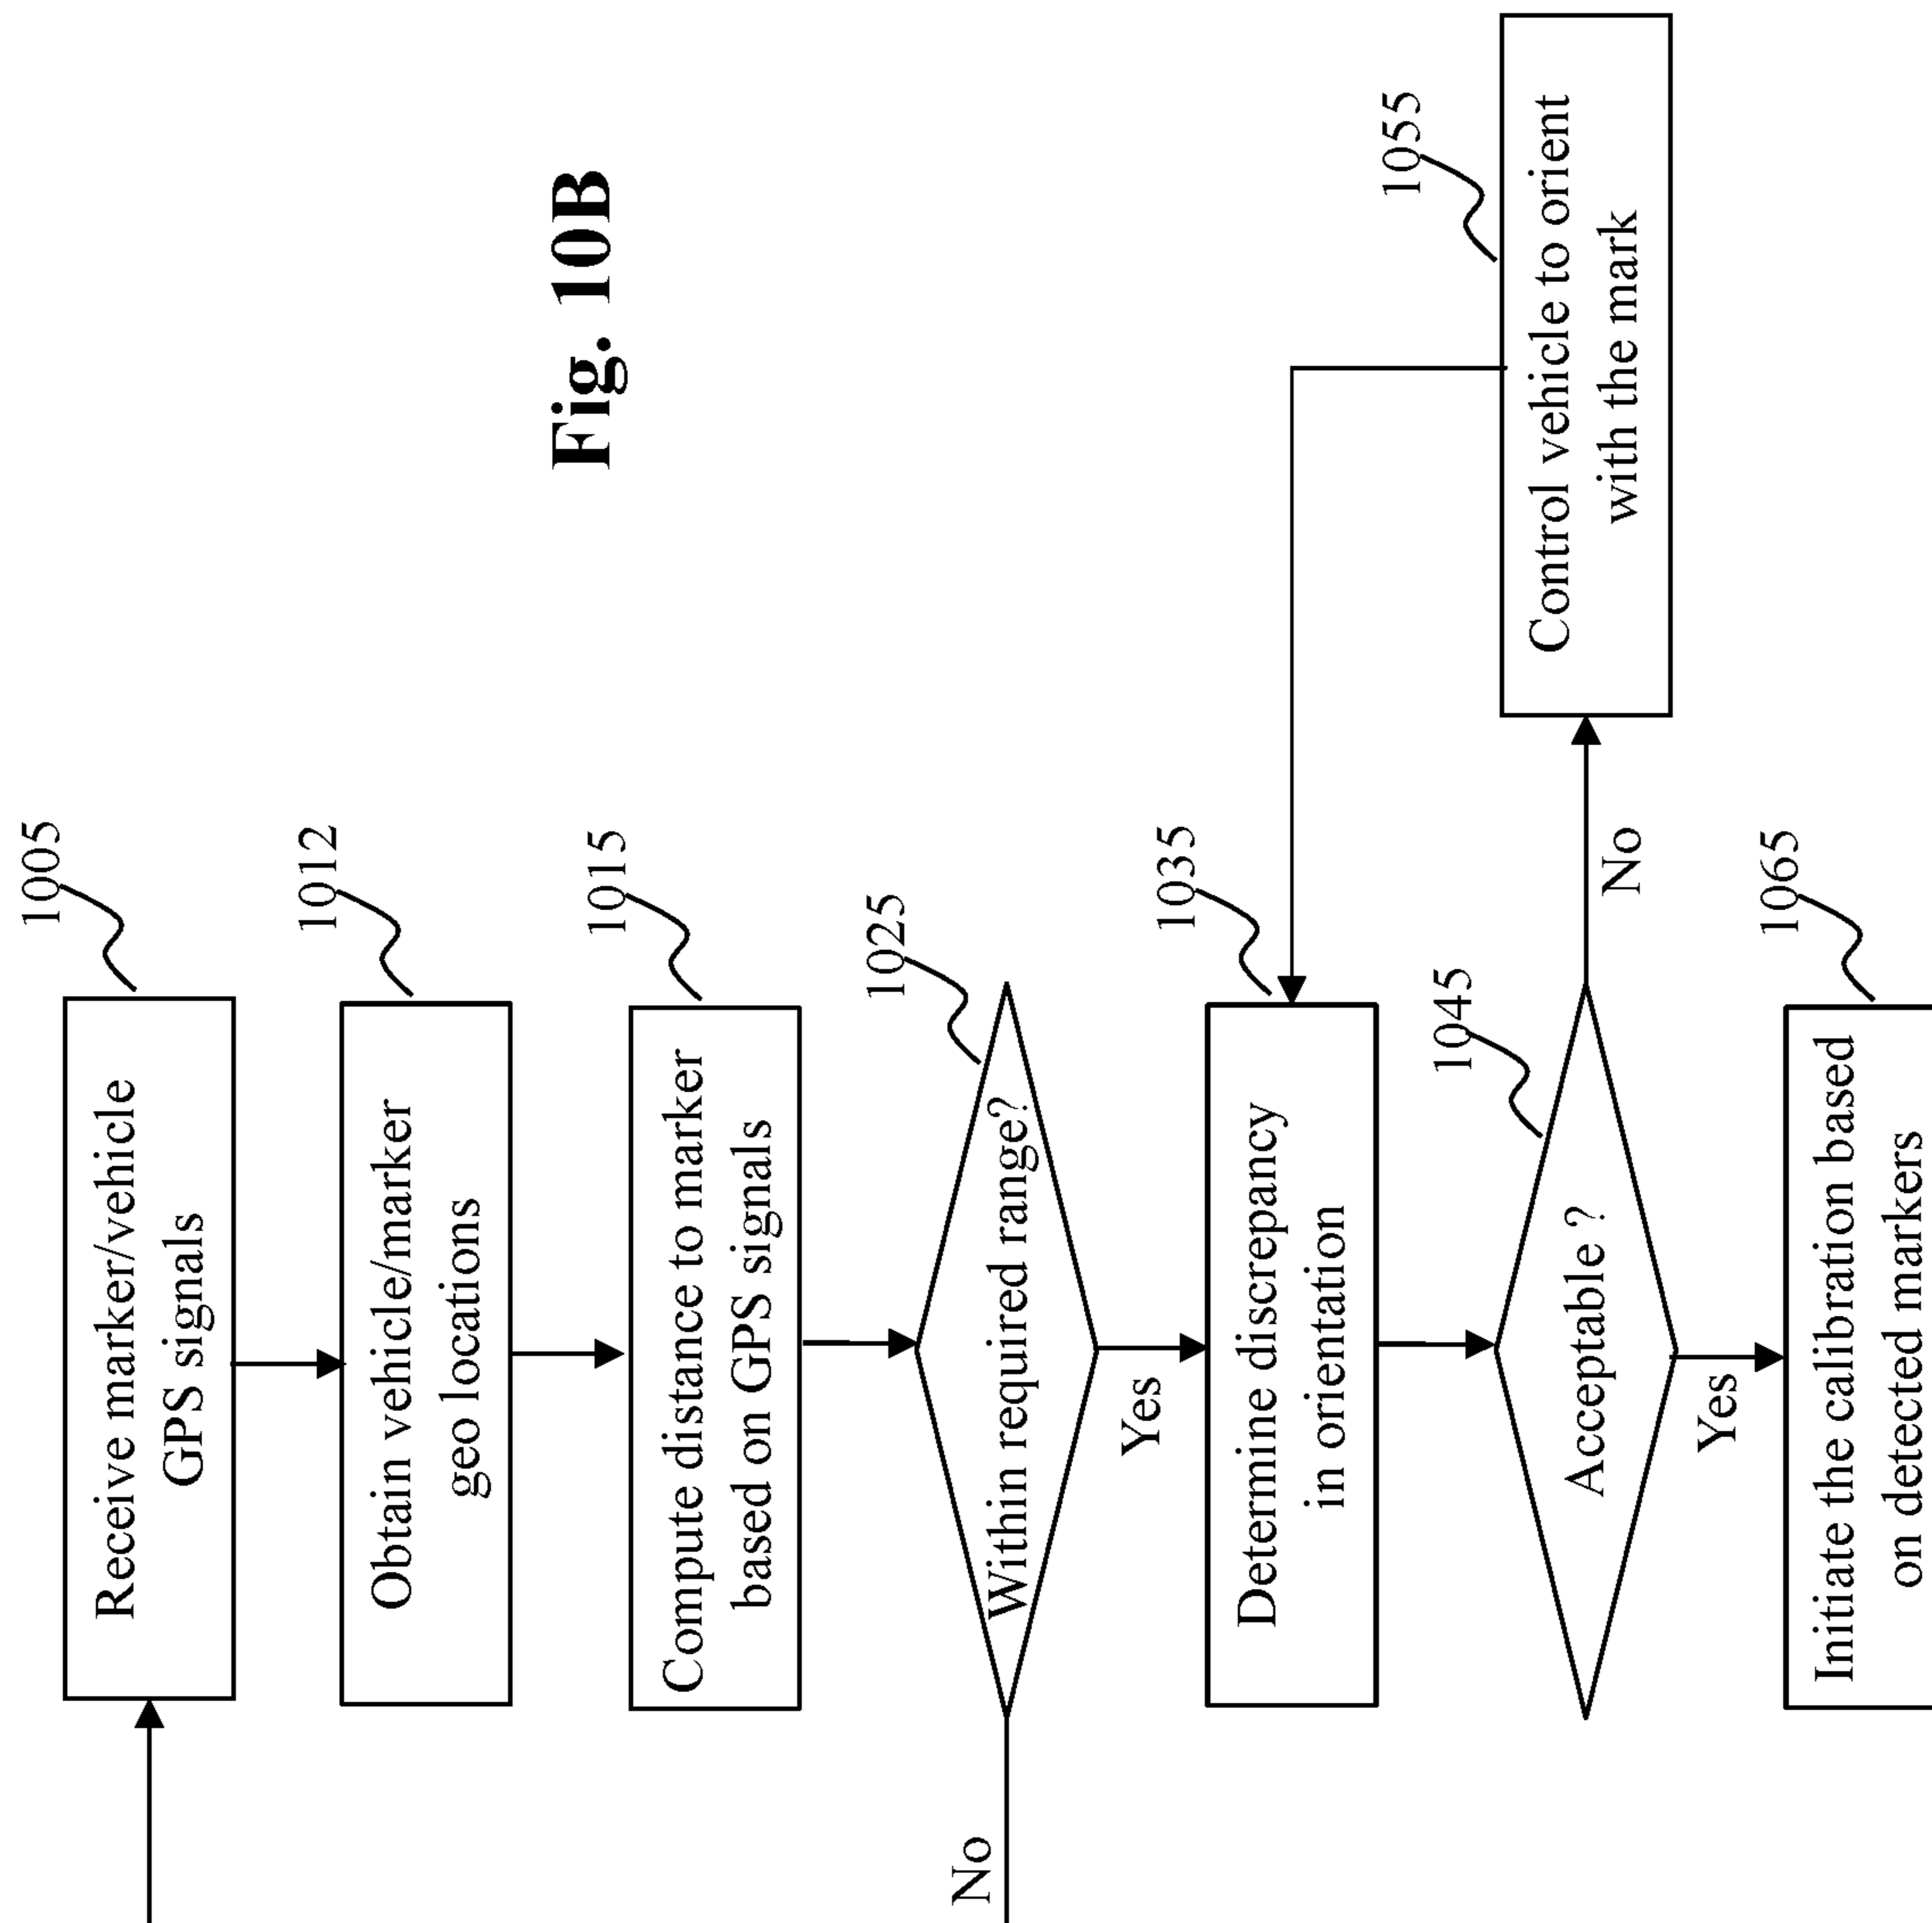 1005
Receive marker/vehicle
GPS signals
1012
Obtain vehicle/marker
geo locations
1015
Compute distance to marker
based on GPS signals
Fig. 10B
1025
Within required range?
No
Yes
1035
Determine discrepancy
in orientation
1045
Acceptable ?
No
1055
Control vehicle to orient
with the mark
Yes
1065
Initiate the calibration based
on detected markers